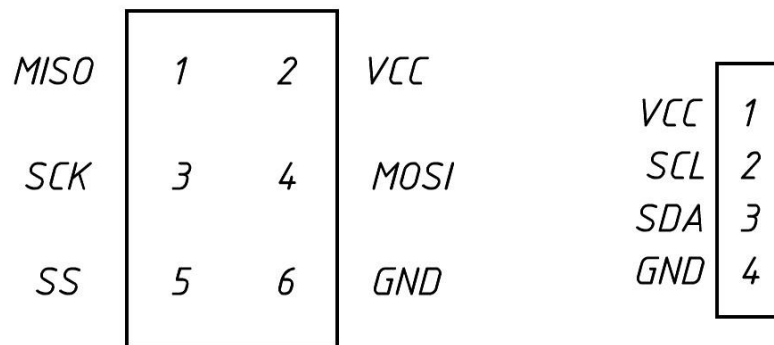 MISO 1 2 VCC
SCK 3 4 MOSI
SS 5 6 GND
VCC 1
SCL 2
SDA 3
GND 4